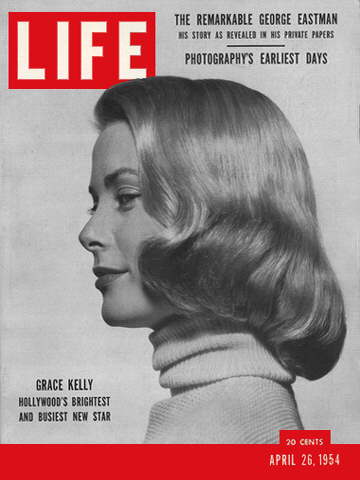 LIFE
THE REMARKABLE GEORGE EASTMAN
HIS STORY AS REVEALED IN HIS PRIVATE PAPERS
PHOTOGRAPHY'S EARLIEST DAYS
GRACE KELLY
HOLLYWOOD'S BRIGHTEST
AND BUSIEST NEW STAR
20 CENTS
APRIL 26, 1954